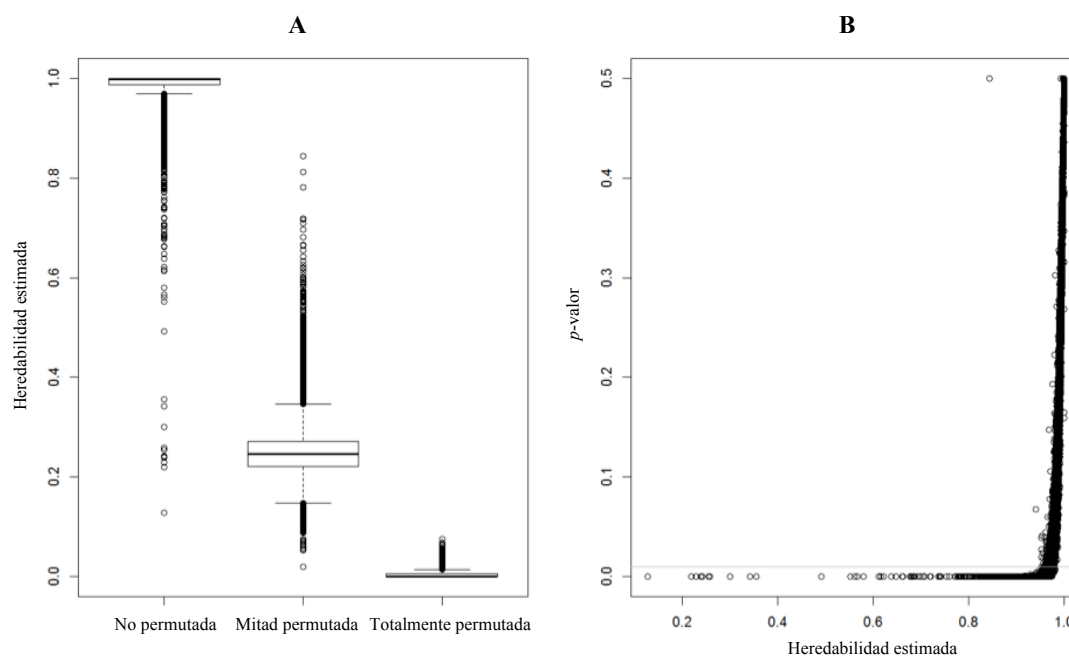 A
Heredabilidad estimada
1.0
0.8
0.6
0.4
0.2
0.0
No permutada
Mitad permutada
Totalmente permutada
B
p-valor
0.5
0.4
0.3
0.2
0.1
0.0
0.2
0.4
0.6
0.8
1.0
Heredabilidad estimada